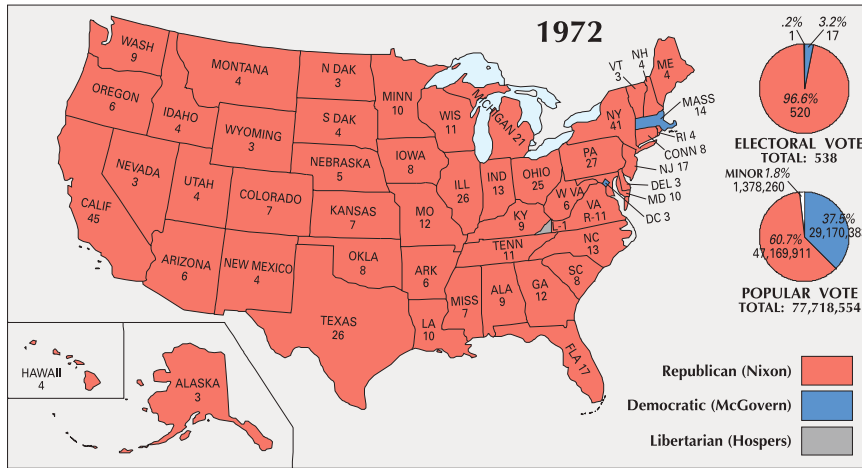 1972
WASH
9
OREGON
6
CALIF
45
NEVADA
3
IDAHO
4
MONTANA
4
WYOMING
3
UTAH
4
ARIZONA
6
COLORADO
7
NEW MEXICO
4
N DAK
3
S DAK
4
NEBRASKA
5
KANSAS
7
OKLA
8
TEXAS
26
MINN
10
IOWA
8
MO
12
ARK
6
LA
10
WIS
11
ILL
26
MICHIGAN 21
IND
13
OHIO
25
KY
9
TENN
11
MISS
7
ALA
9
GA
12
FLA 17
SC
8
NC
13
VA
R-11
L-1
W VA
6
PA
27
NY
41
VT
3
NH
4
ME
4
MASS
14
RI 4
CONN 8
NJ 17
DEL 3
MD 10
DC 3
HAWAII
4
ALASKA
3
.2%
1
3.2%
17
96.6%
520
ELECTORAL VOTE
TOTAL: 538
MINOR 1.8%
1,378,260
37.5%
29,170,38
60.7%
47,169,911
POPULAR VOTE
TOTAL: 77,718,554
Republican (Nixon)
Democratic (McGovern)
Libertarian (Hospers)